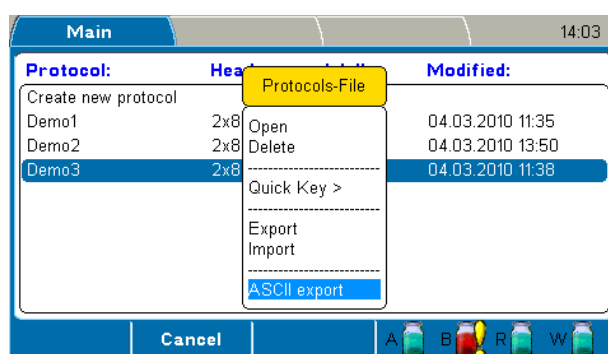 Main 14:03
Protocol: Hea Modified:
Protocols-File
Create new protocol
Open
Demo1 2x8 04.03.2010 11:35
Delete
Demo2 2x8 04.03.2010 13:50
Demo3 2x8 04.03.2010 11:38
Quick Key >
Export
Import
ASCII export
Cancel A B R W